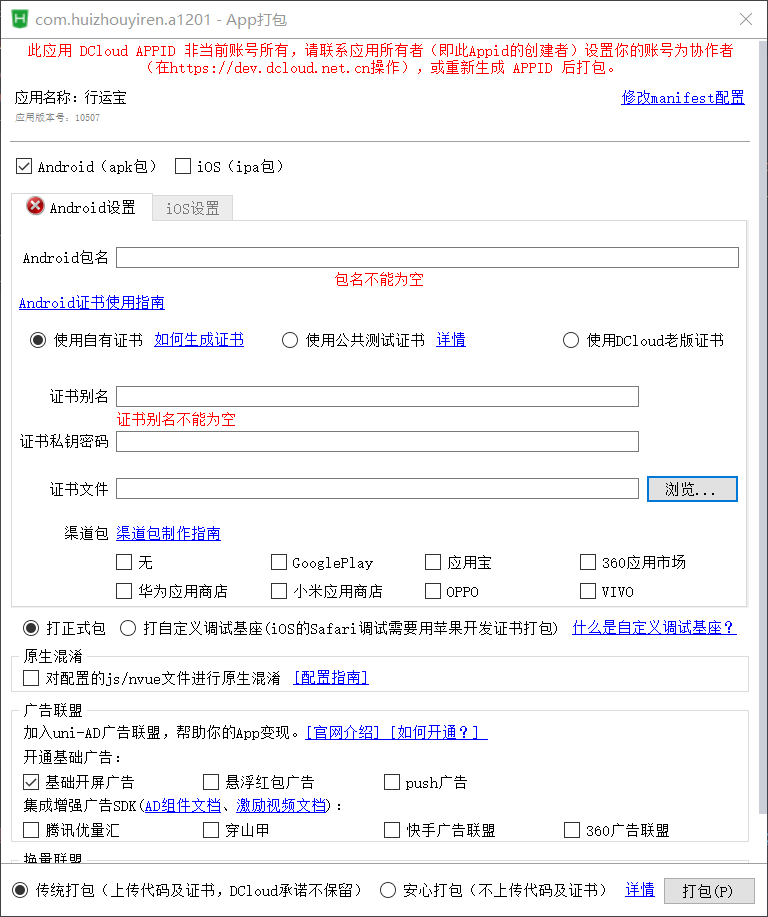 com.huizhouyiren.a1201 - App打包
此应用 DCloud APPID 非当前账号所有，请联系应用所有者（即此Appid的创建者）设置你的账号为协作者
（在https://dev.dcloud.net.cn操作），或重新生成 APPID 后打包。
应用名称：行运宝 修改manifest配置
应用版本号：10507
Android（apk包） iOS（ipa包）
Android设置 iOS设置
Android包名
包名不能为空
Android证书使用指南
使用自有证书 如何生成证书 使用公共测试证书 详情 使用DCloud老版证书
证书别名
证书别名不能为空
证书私钥密码
证书文件 浏览...
渠道包 渠道包制作指南
无 GooglePlay 应用宝 360应用市场
华为应用商店 小米应用商店 OPPO VIVO
打正式包 打自定义调试基座(iOS的Safari调试需要用苹果开发证书打包) 什么是自定义调试基座？
原生混淆
对配置的js/nvue文件进行原生混淆 [配置指南]
广告联盟
加入uni-AD广告联盟，帮助你的App变现。[官网介绍] [如何开通？]
开通基础广告：
基础开屏广告 悬浮红包广告 push广告
集成增强广告SDK(AD组件文档、激励视频文档)：
腾讯优量汇 穿山甲 快手广告联盟 360广告联盟
换量联盟
传统打包（上传代码及证书，DCloud承诺不保留） 安心打包（不上传代码及证书） 详情 打包(P)